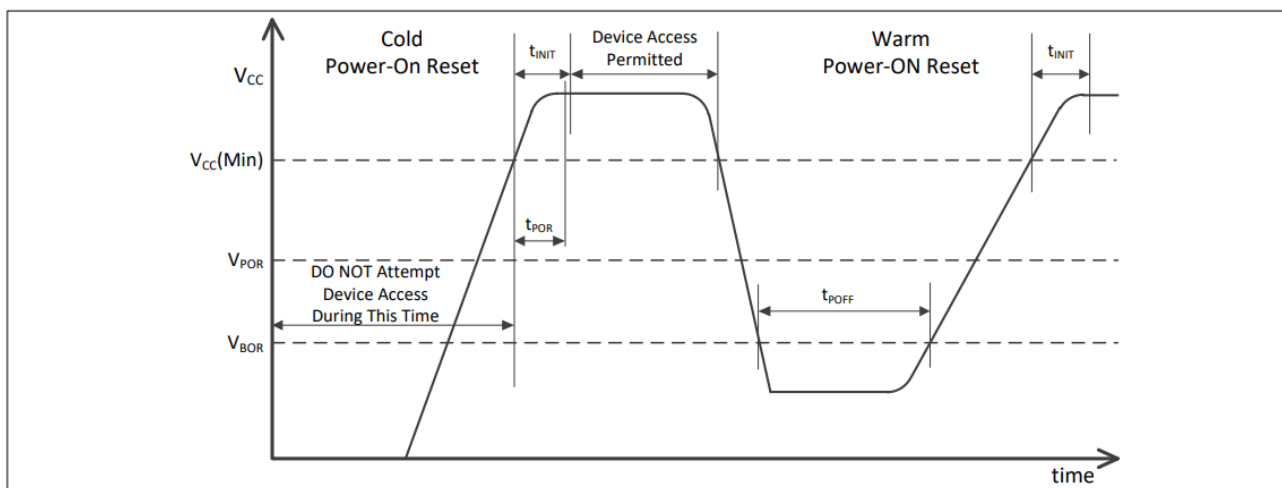 Cold
Power-On Reset
tINIT
Device Access
Permitted
Warm
Power-ON Reset
tINIT
VCC
VCC(Min)
tPOR
VPOR
DO NOT Attempt
Device Access
During This Time
tPOFF
VBOR
time